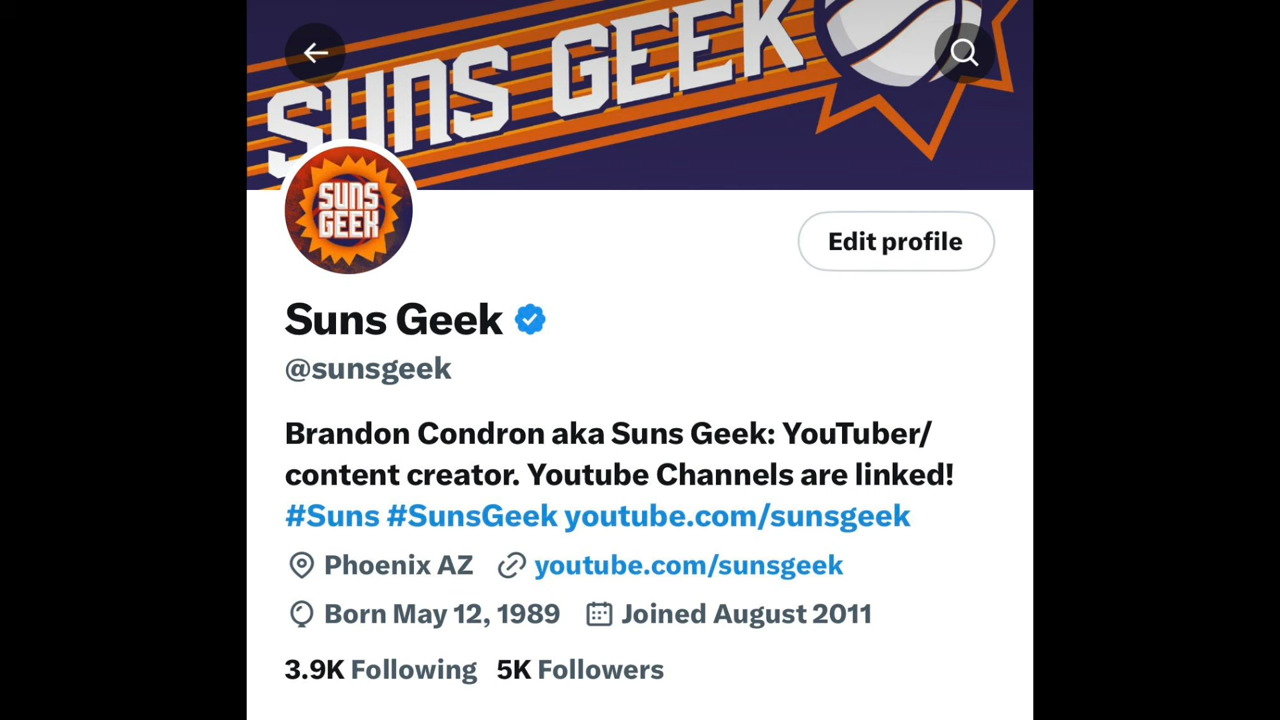 SUNS GEEK
SUNS
GEEK
Edit profile
Suns Geek
@sunsgeek
Brandon Condron aka Suns Geek: YouTuber/
content creator. Youtube Channels are linked!
#Suns #SunsGeek youtube.com/sunsgeek
Phoenix AZ youtube.com/sunsgeek
Born May 12, 1989 Joined August 2011
3.9K Following 5K Followers